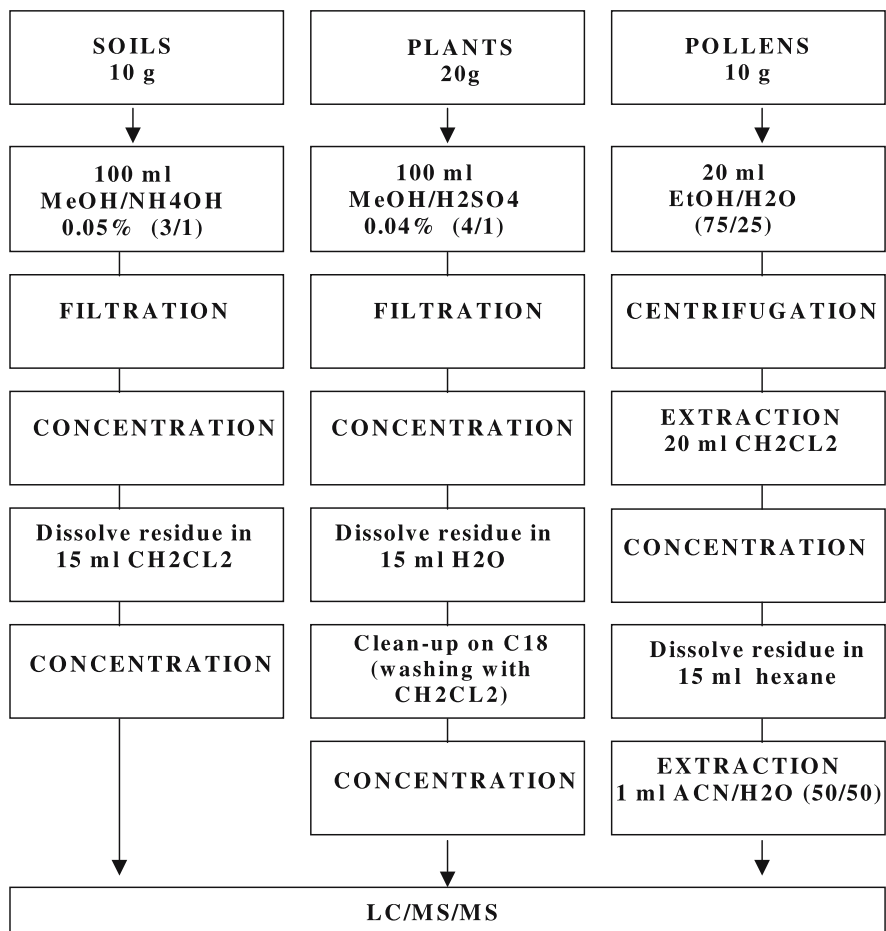 SOILS
10 g
100 ml
MeOH/NH4OH
0.05% (3/1)
FILTRATION
CONCENTRATION
Dissolve residue in
15 ml CH2CL2
CONCENTRATION
PLANTS
20g
100 ml
MeOH/H2SO4
0.04% (4/1)
FILTRATION
CONCENTRATION
Dissolve residue in
15 ml H2O
Clean-up on C18
(washing with
CH2CL2)
CONCENTRATION
POLLENS
10 g
20 ml
EtOH/H2O
(75/25)
CENTRIFUGATION
EXTRACTION
20 ml CH2CL2
CONCENTRATION
Dissolve residue in
15 ml hexane
EXTRACTION
1 ml ACN/H2O (50/50)
LC/MS/MS